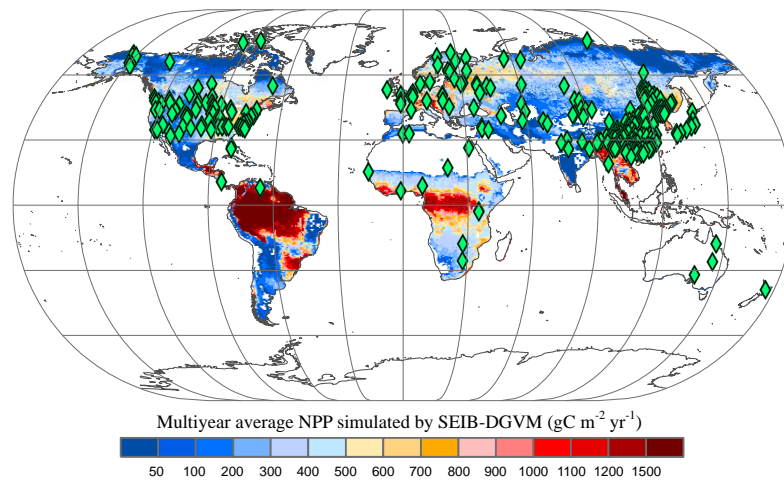 Multiyear average NPP simulated by SEIB-DGVM (gC m⁻² yr⁻¹)
50 100 200 300 400 500 600 700 800 900 1000 1100 1200 1500